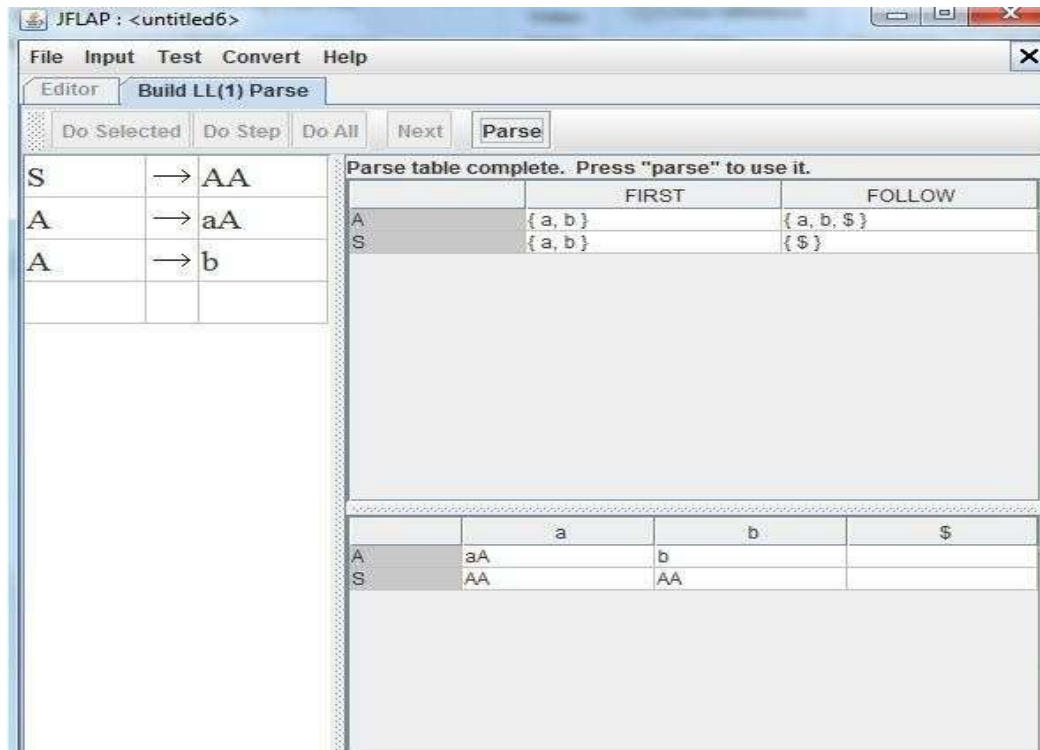 JFLAP : <untitled6>
File Input Test Convert Help
Editor Build LL(1) Parse
Do Selected Do Step Do All Next Parse
S → AA
A → aA
A → b
Parse table complete. Press "parse" to use it.
FIRST FOLLOW
A { a, b } { a, b, $ }
S { a, b } { $ }
a b $
A aA b
S AA AA